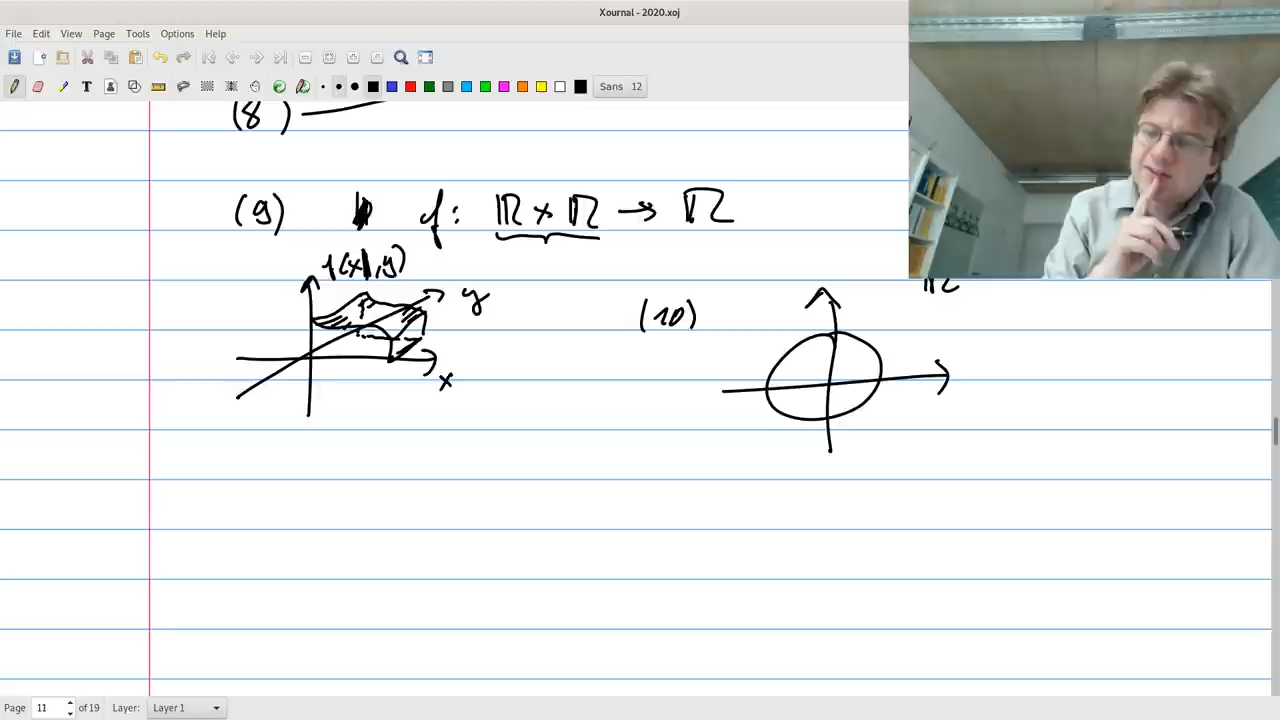 Xournal - 2020.xoj
File Edit View Page Tools Options Help
Sans 12
(8)
(9) f: ℝ × ℝ → ℝ
f(x,y)
y
(10)
x
Page 11 of 19 Layer: Layer 1